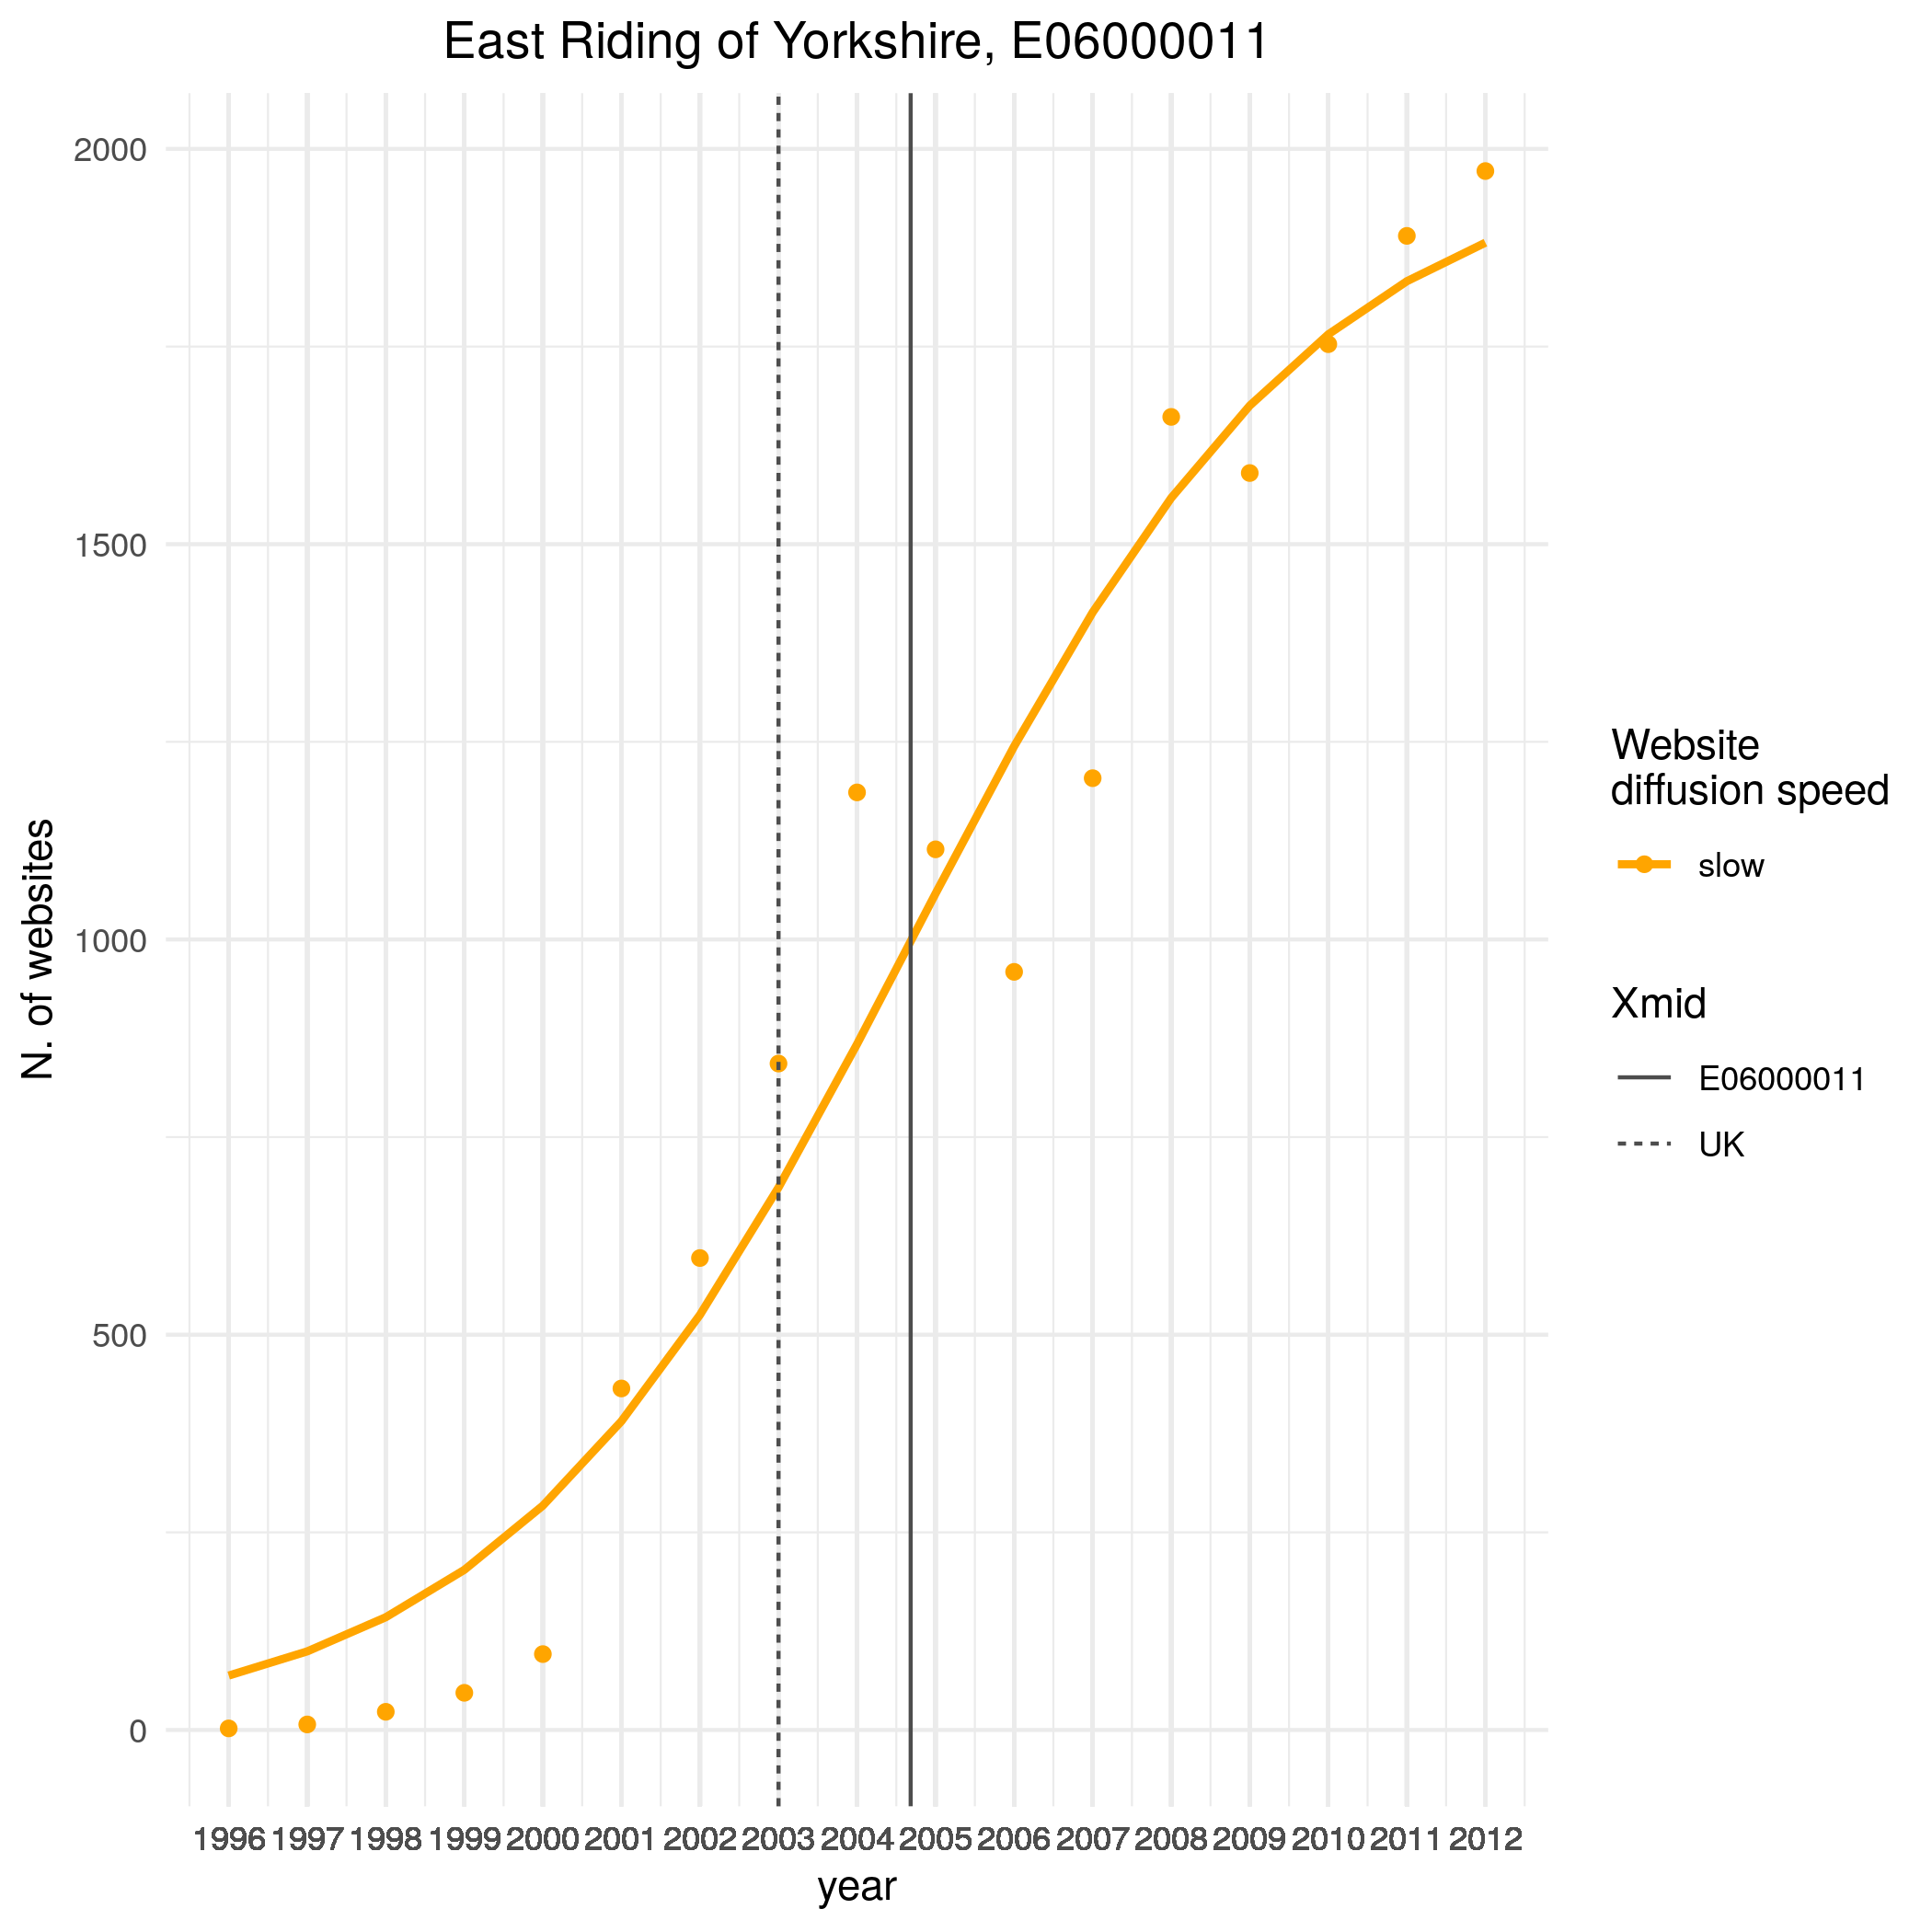 East Riding of Yorkshire, E06000011
2000
1500
1000
500
0
N. of websites
1996 1997 1998 1999 2000 2001 2002 2003 2004 2005 2006 2007 2008 2009 2010 2011 2012
year
Website
diffusion speed
slow
Xmid
E06000011
UK